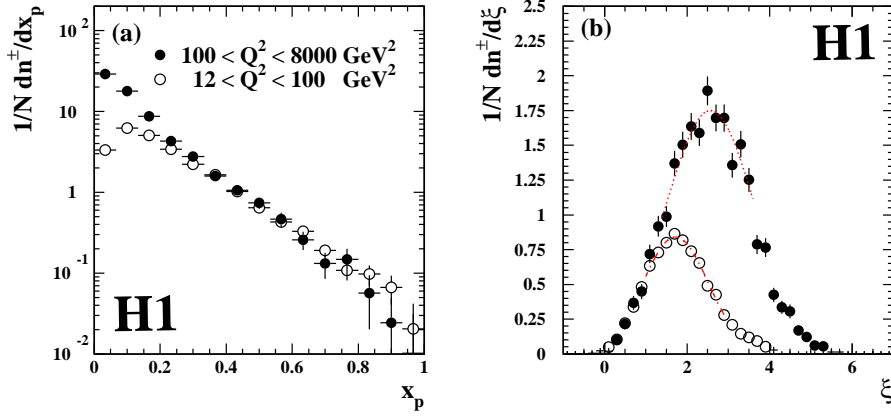 1/N dn±/dx_p
(a)
100 < Q² < 8000 GeV²
12 < Q² < 100 GeV²
H1
10²
10
1
10⁻¹
10⁻²
0 0.2 0.4 0.6 0.8 1
x_p
1/N dn±/dξ
(b)
H1
2.5
2.25
2
1.75
1.5
1.25
1
0.75
0.5
0.25
0
0 2 4 6
ξ